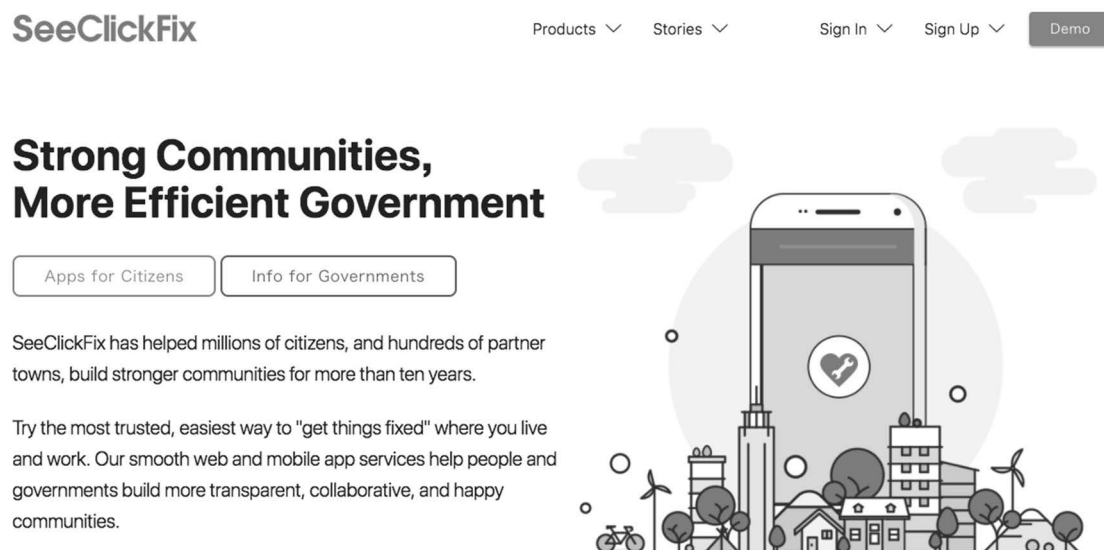 SeeClickFix
Products
Stories
Sign In
Sign Up
Demo
Strong Communities,
More Efficient Government
Apps for Citizens
Info for Governments
SeeClickFix has helped millions of citizens, and hundreds of partner
towns, build stronger communities for more than ten years.
Try the most trusted, easiest way to "get things fixed" where you live
and work. Our smooth web and mobile app services help people and
governments build more transparent, collaborative, and happy
communities.